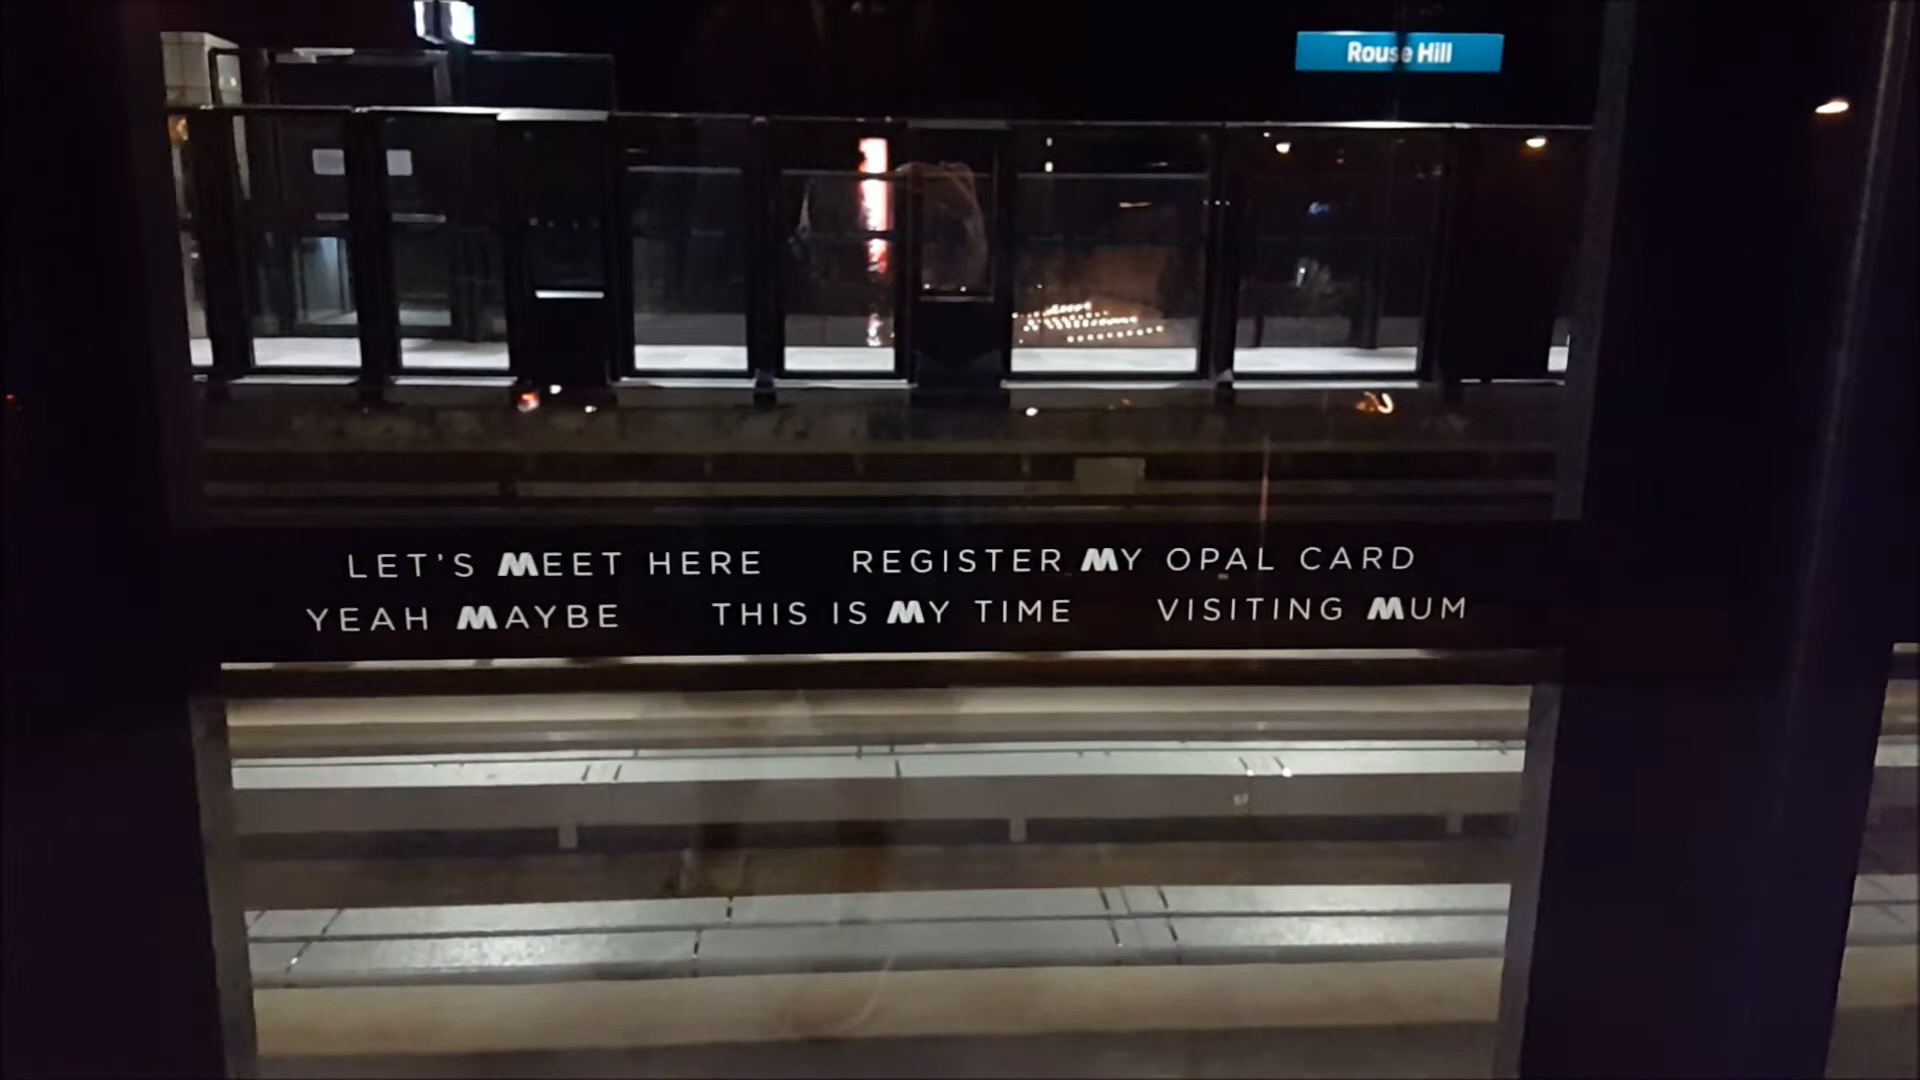 Rouse Hill
LET'S MEET HERE REGISTER MY OPAL CARD
YEAH MAYBE THIS IS MY TIME VISITING MUM